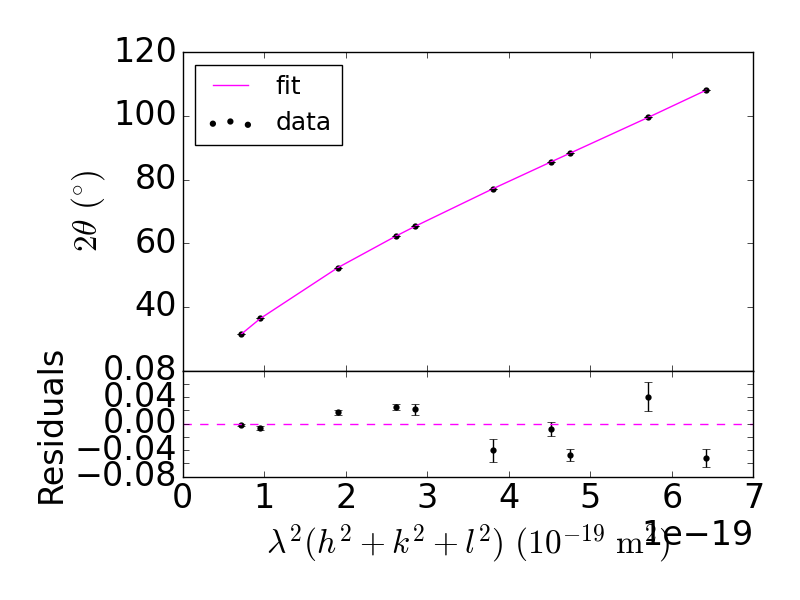 120
100
80
60
40
2θ (°)
fit
data
0.08
0.04
0.00
−0.04
−0.08
Residuals
0 1 2 3 4 5 6 7
1e−19
λ²(h² + k² + l²) (10⁻¹⁹ m²)